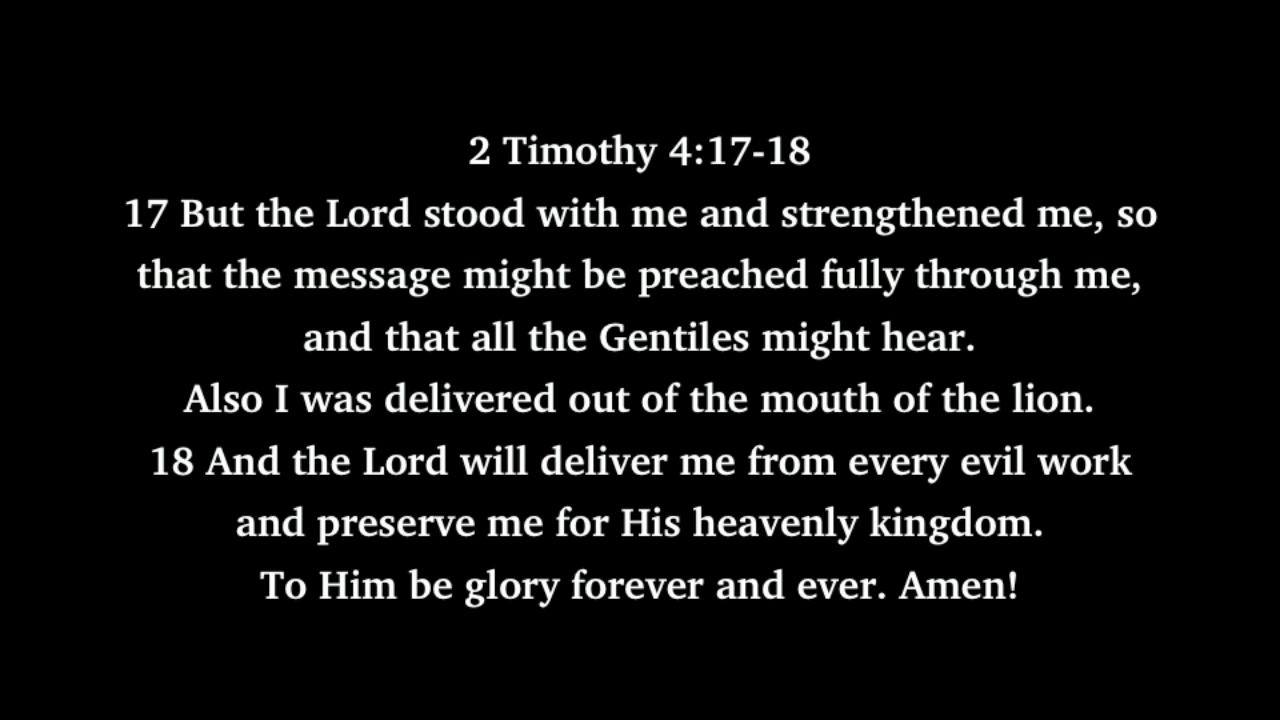 2 Timothy 4:17-18
17 But the Lord stood with me and strengthened me, so
that the message might be preached fully through me,
and that all the Gentiles might hear.
Also I was delivered out of the mouth of the lion.
18 And the Lord will deliver me from every evil work
and preserve me for His heavenly kingdom.
To Him be glory forever and ever. Amen!